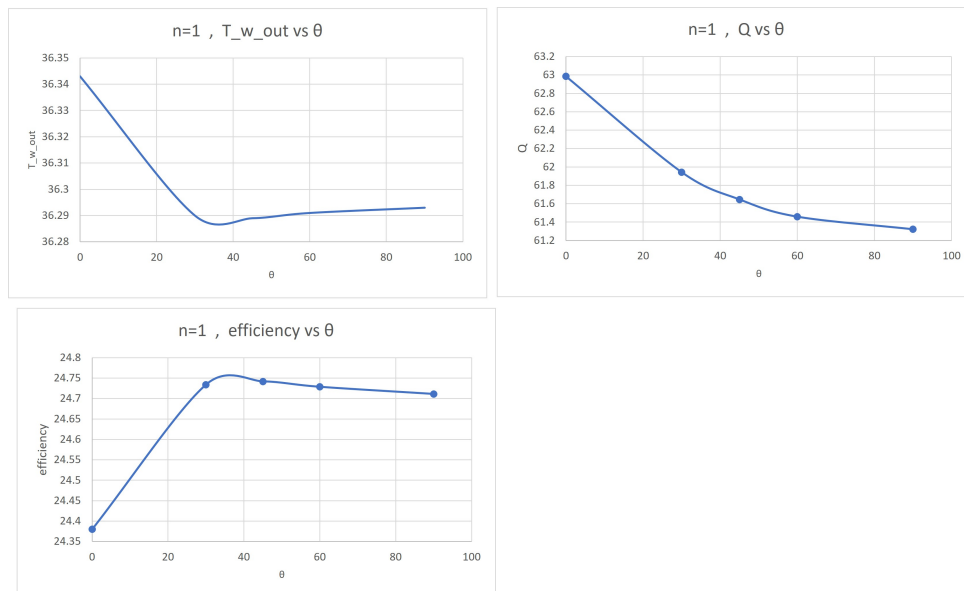 n=1 , T_w_out vs θ
T_w_out
36.35
36.34
36.33
36.32
36.31
36.3
36.29
36.28
0 20 40 60 80 100
θ
n=1 , Q vs θ
Q
63.2
63
62.8
62.6
62.4
62.2
62
61.8
61.6
61.4
61.2
0 20 40 60 80 100
θ
n=1 , efficiency vs θ
efficiency
24.8
24.75
24.7
24.65
24.6
24.55
24.5
24.45
24.4
24.35
0 20 40 60 80 100
θ